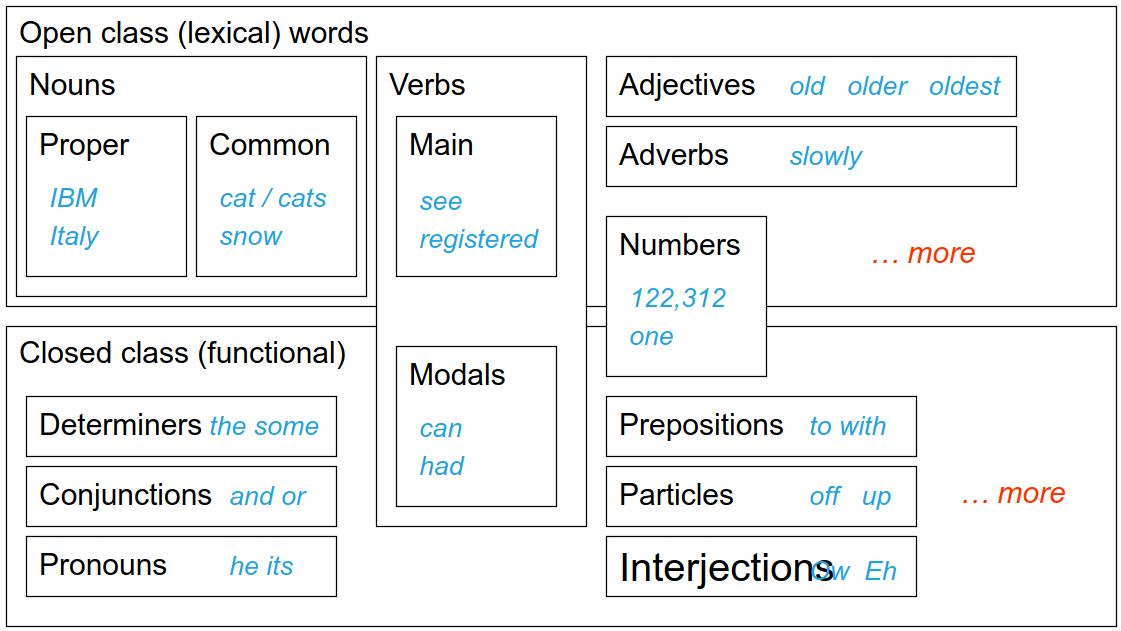 Open class (lexical) words
Nouns
Verbs
Adjectives old older oldest
Proper
Common
Main
Adverbs slowly
IBM
Italy
cat / cats
snow
see
registered
Numbers
122,312
one
… more
Closed class (functional)
Modals
can
had
Determiners the some
Conjunctions and or
Pronouns he its
Prepositions to with
Particles off up
Interjections Ow Eh
… more